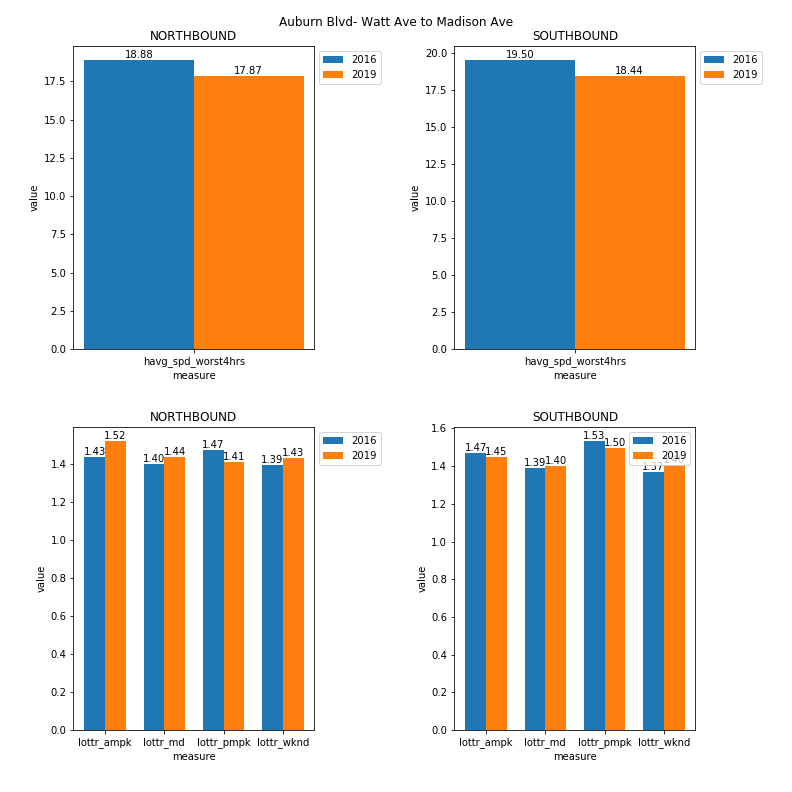 Auburn Blvd- Watt Ave to Madison Ave
NORTHBOUND
18.88
17.87
2016
2019
17.5
15.0
12.5
10.0
7.5
5.0
2.5
0.0
value
havg_spd_worst4hrs
measure
SOUTHBOUND
19.50
18.44
2016
2019
20.0
17.5
15.0
12.5
10.0
7.5
5.0
2.5
0.0
value
havg_spd_worst4hrs
measure
NORTHBOUND
1.43
1.52
1.40
1.44
1.47
1.41
1.39
1.43
2016
2019
1.4
1.2
1.0
0.8
0.6
0.4
0.2
0.0
value
lottr_ampk
lottr_md
lottr_pmpk
lottr_wknd
measure
SOUTHBOUND
1.47
1.45
1.39
1.40
1.53
1.50
1.37
2016
2019
1.6
1.4
1.2
1.0
0.8
0.6
0.4
0.2
0.0
value
lottr_ampk
lottr_md
lottr_pmpk
lottr_wknd
measure